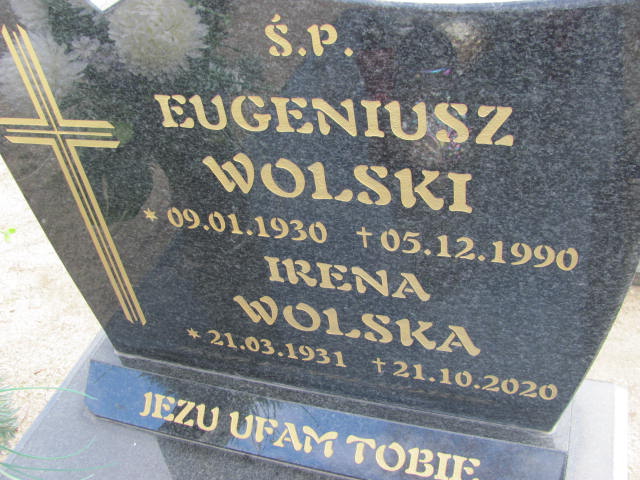 Ś.P.
EUGENIUSZ
WOLSKI
* 09.01.1930 † 05.12.1990
IRENA
WOLSKA
* 21.03.1931 † 21.10.2020
JEZU UFAM TOBIE